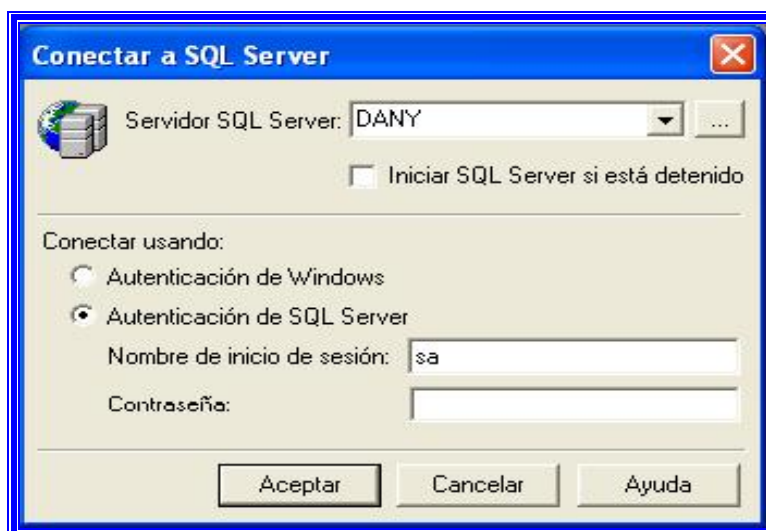 Conectar a SQL Server
Servidor SQL Server: DANY ...
Iniciar SQL Server si está detenido
Conectar usando:
Autenticación de Windows
Autenticación de SQL Server
Nombre de inicio de sesión: sa
Contraseña:
Aceptar Cancelar Ayuda